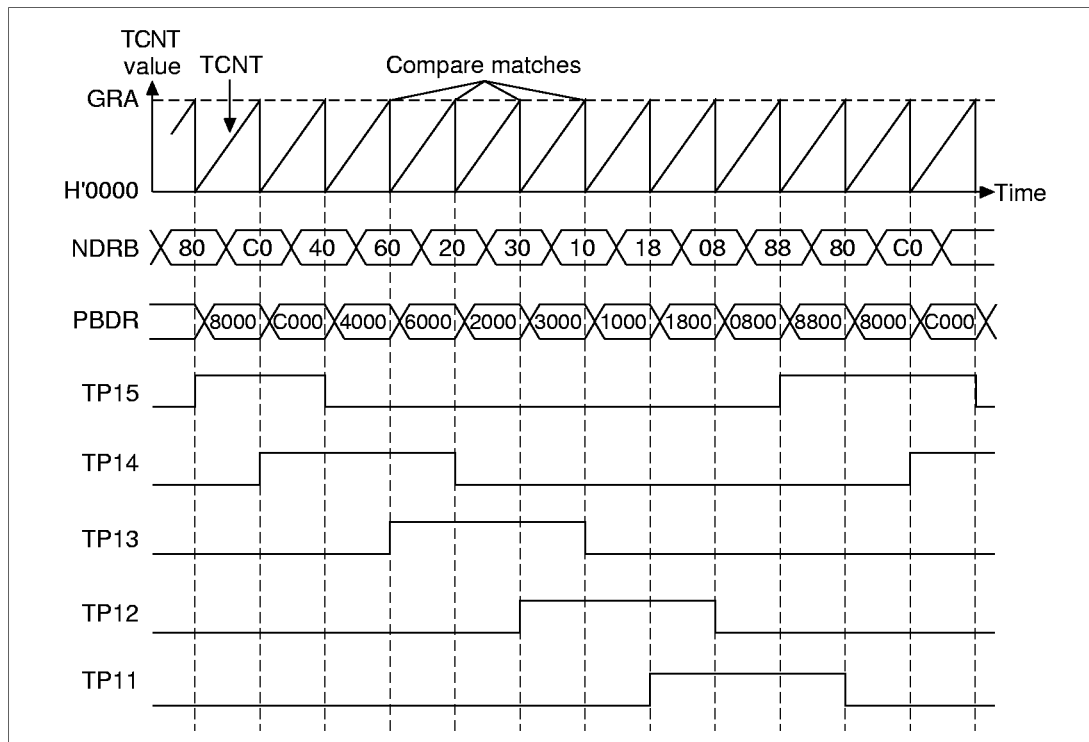 TCNT
value
TCNT
Compare matches
GRA
H'0000
Time
NDRB 80 C0 40 60 20 30 10 18 08 88 80 C0
PBDR 8000 C000 4000 6000 2000 3000 1000 1800 0800 8800 8000 C000
TP15
TP14
TP13
TP12
TP11